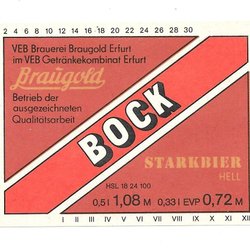 2 4 6 8 10 12 14 16 18 20 22 24 26 28 30
VEB Brauerei Braugold Erfurt
im VEB Getränkekombinat Erfurt
Braugold
Betrieb der
ausgezeichneten
Qualitätsarbeit
BOCK
STARKBIER
HELL
HSL 18 24 100
0,5 l 1,08 M 0,33 l EVP 0,72 M
I II III IV V VI VII VIII IX X XI XII